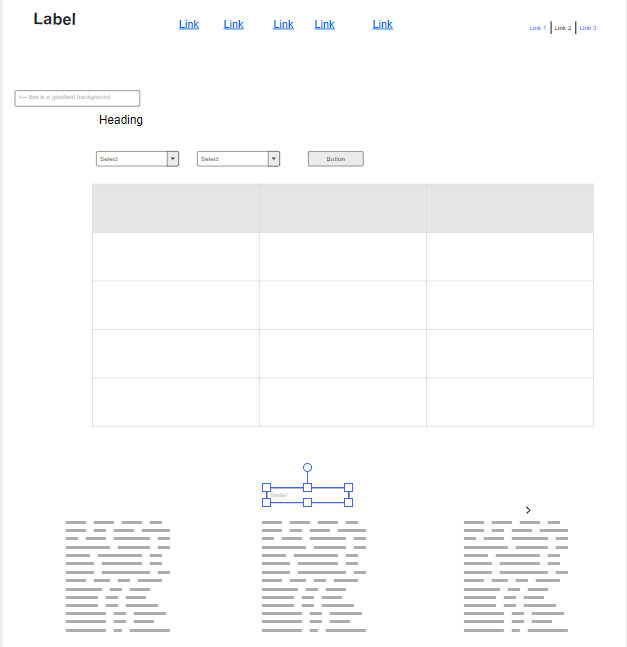 Label
Link Link Link Link Link
Link 1 Link 2 Link 3
<-- this is a gradient background
Heading
Select Select Button
footer